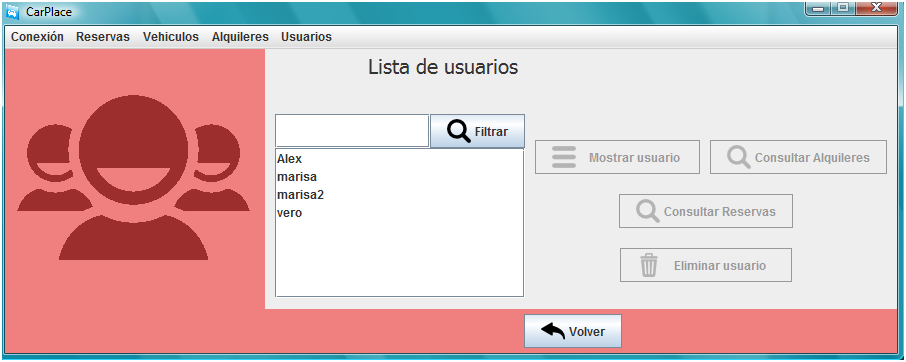 CarPlace
Conexión Reservas Vehiculos Alquileres Usuarios
Lista de usuarios
Filtrar
Alex
marisa
marisa2
vero
Mostrar usuario
Consultar Alquileres
Consultar Reservas
Eliminar usuario
Volver